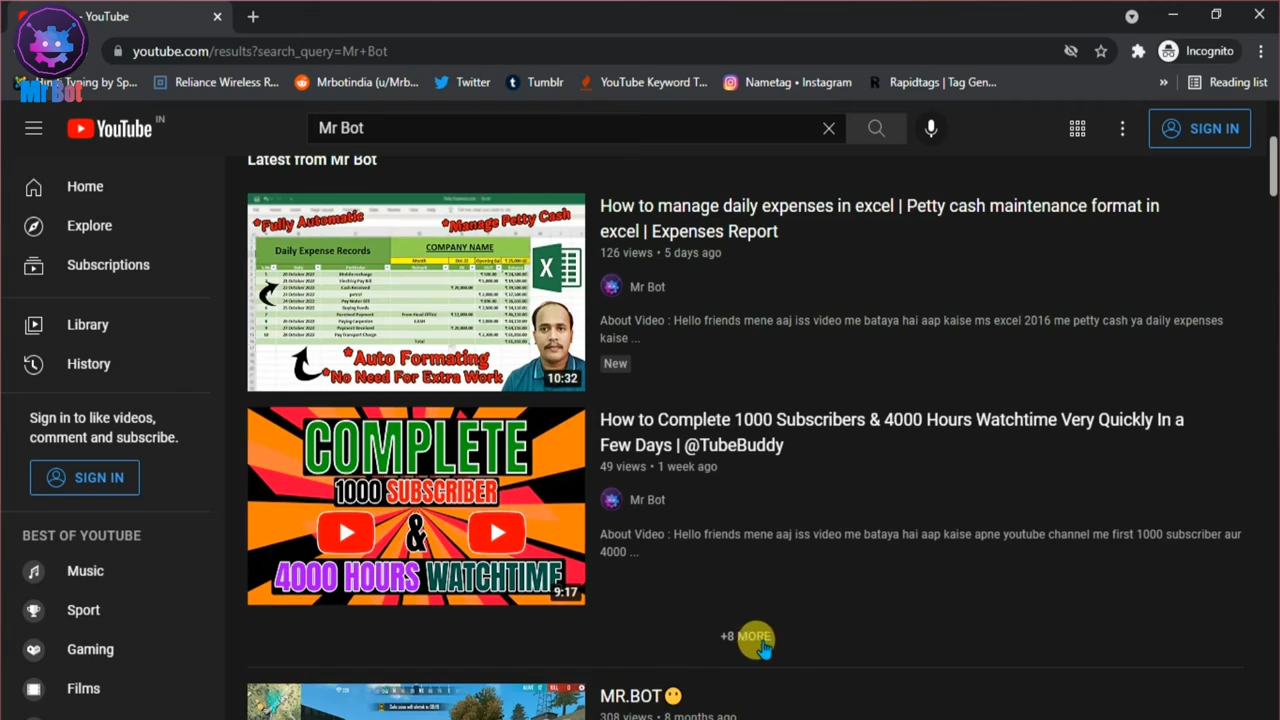 - YouTube
youtube.com/results?search_query=Mr+Bot
Incognito
Typing by Sp...
Reliance Wireless R...
Mrbotindia (u/Mrb...
Twitter
Tumblr
YouTube Keyword T...
Nametag • Instagram
Rapidtags | Tag Gen...
»
Reading list
Mr Bot
YouTube IN
Mr Bot
SIGN IN
Home
Explore
Subscriptions
Library
History
Sign in to like videos,
comment and subscribe.
SIGN IN
BEST OF YOUTUBE
Music
Sport
Gaming
Films
Latest from Mr Bot
*Fully Automatic
*Manage Petty Cash
Daily Expense Records
COMPANY NAME
*Auto Formating
*No Need For Extra Work
10:32
How to manage daily expenses in excel | Petty cash maintenance format in
excel | Expenses Report
126 views • 5 days ago
Mr Bot
About Video : Hello friends mene aaj iss video me bataya hai aap kaise ms excel 2016 me petty cash ya daily expense
kaise ...
New
COMPLETE
1000 SUBSCRIBER
&
4000 HOURS WATCHTIME
9:17
How to Complete 1000 Subscribers & 4000 Hours Watchtime Very Quickly In a
Few Days | @TubeBuddy
49 views • 1 week ago
Mr Bot
About Video : Hello friends mene aaj iss video me bataya hai aap kaise apne youtube channel me first 1000 subscriber aur
4000 ...
+8 MORE
MR.BOT😶
308 views • 8 months ago